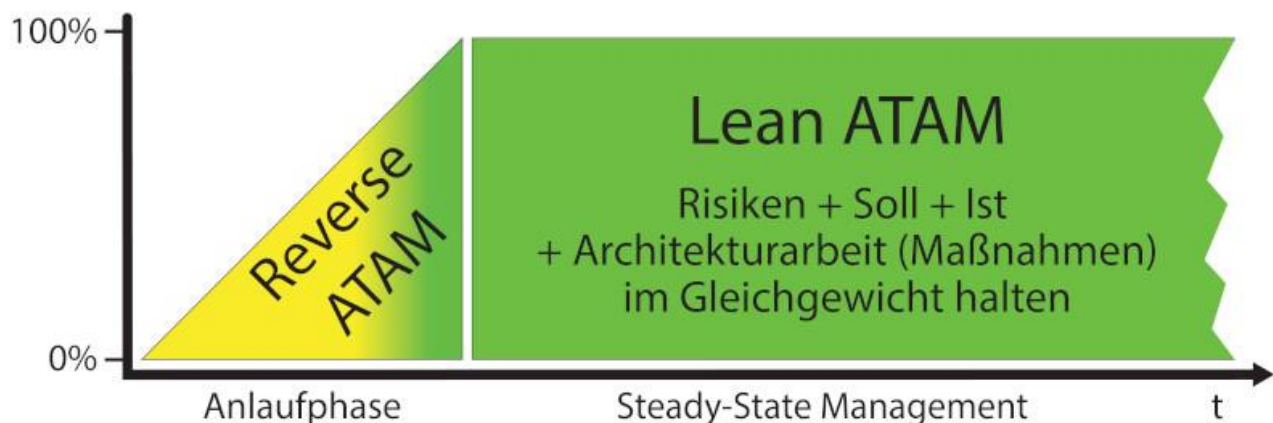 100%
0%
Reverse
ATAM
Lean ATAM
Risiken + Soll + Ist
+ Architekturarbeit (Maßnahmen)
im Gleichgewicht halten
Anlaufphase
Steady-State Management
t